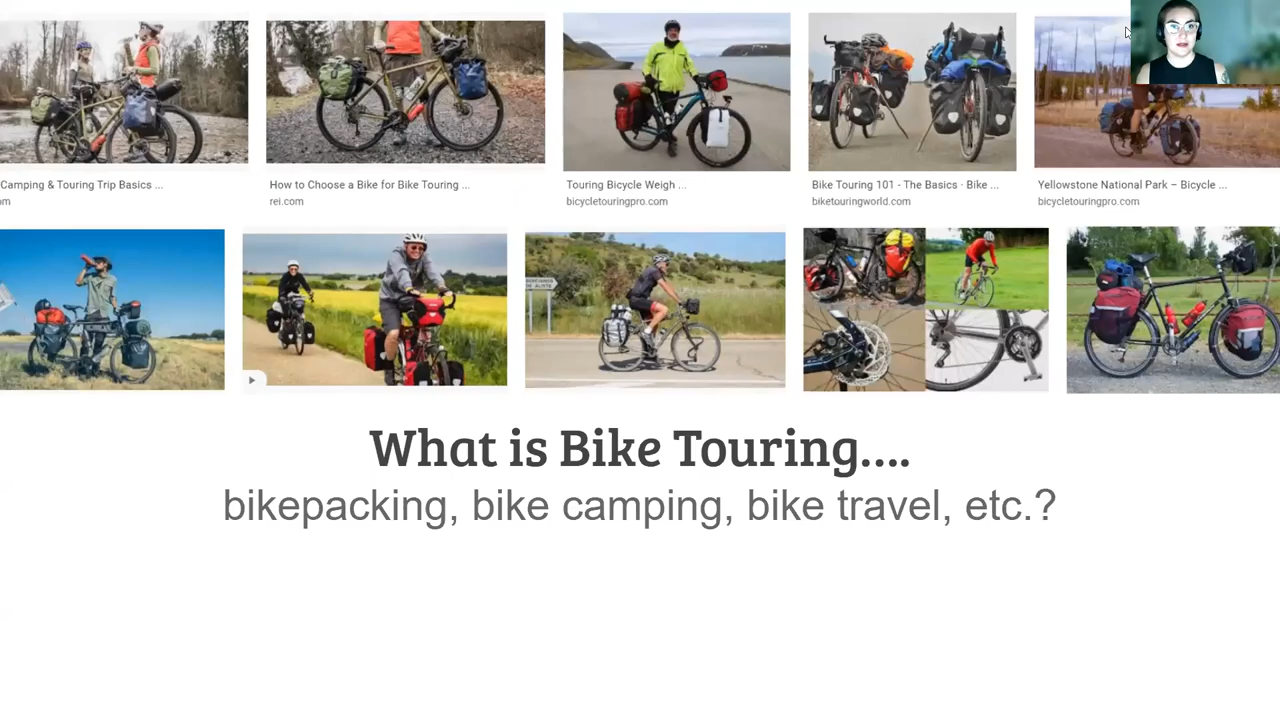 Camping & Touring Trip Basics ...
om
How to Choose a Bike for Bike Touring ...
rei.com
Touring Bicycle Weigh ...
bicycletouringpro.com
Bike Touring 101 - The Basics · Bike ...
biketouringworld.com
Yellowstone National Park – Bicycle ...
bicycletouringpro.com
What is Bike Touring....
bikepacking, bike camping, bike travel, etc.?